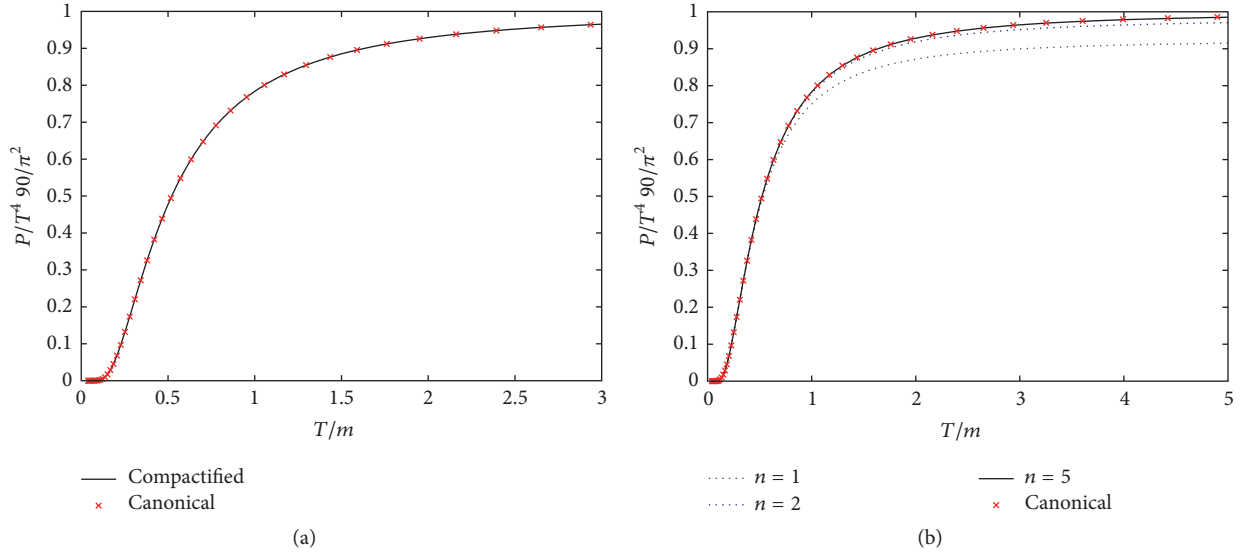 1
0.9
0.8
0.7
0.6
0.5
0.4
0.3
0.2
0.1
0
P/T⁴ 90/π²
0 0.5 1 1.5 2 2.5 3
T/m
Compactified
Canonical
(a)
1
0.9
0.8
0.7
0.6
0.5
0.4
0.3
0.2
0.1
0
P/T⁴ 90/π²
0 1 2 3 4 5
T/m
n = 1
n = 2
n = 5
Canonical
(b)